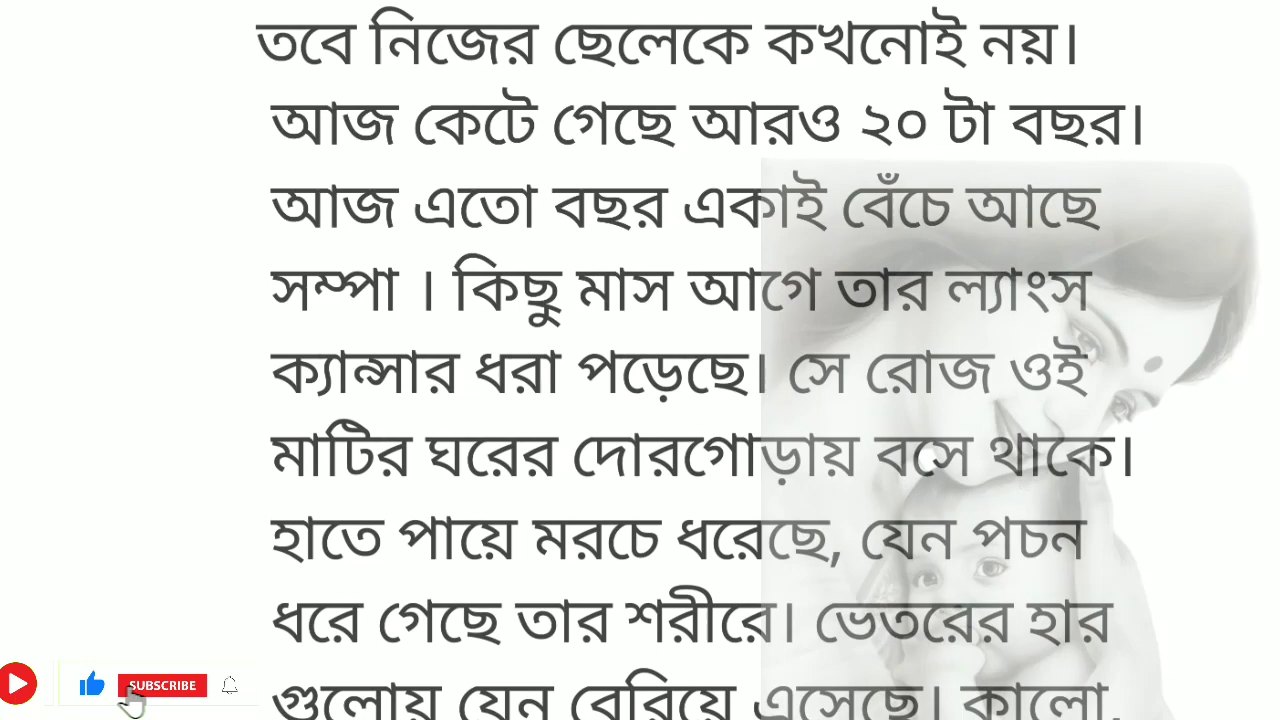 তবে নিজের ছেলেকে কখনোই নয়।
আজ কেটে গেছে আরও ২০ টা বছর।
আজ এতো বছর একাই বেঁচে আছে
সম্পা । কিছু মাস আগে তার ল্যাংস
ক্যান্সার ধরা পড়েছে। সে রোজ ওই
মাটির ঘরের দোরগোড়ায় বসে থাকে।
হাতে পায়ে মরচে ধরেছে, যেন পচন
ধরে গেছে তার শরীরে। ভেতরের হার
গুলোয় যেন বেরিয়ে এসেছে। কালো,
SUBSCRIBE